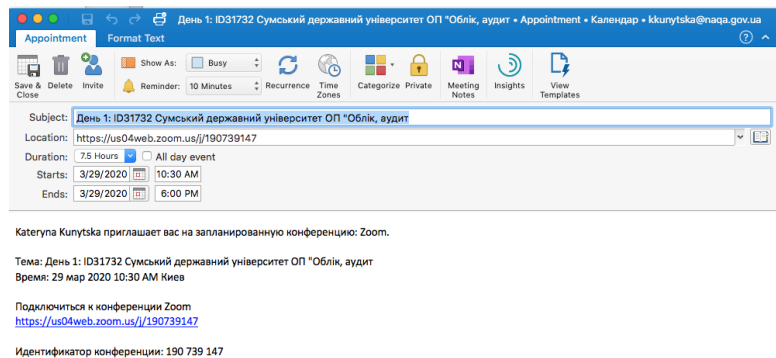 День 1: ID31732 Сумський державний університет ОП "Облік, аудит • Appointment • Календар • kkunytska@naqa.gov.ua
Appointment Format Text
Save & Close Delete Invite Show As: Busy Reminder: 10 Minutes Recurrence Time Zones Categorize Private Meeting Notes Insights View Templates
Subject: День 1: ID31732 Сумський державний університет ОП "Облік, аудит
Location: https://us04web.zoom.us/j/190739147
Duration: 7.5 Hours All day event
Starts: 3/29/2020 10:30 AM
Ends: 3/29/2020 6:00 PM
Kateryna Kunytska приглашает вас на запланированную конференцию: Zoom.
Тема: День 1: ID31732 Сумський державний університет ОП "Облік, аудит
Время: 29 мар 2020 10:30 AM Киев
Подключиться к конференции Zoom
https://us04web.zoom.us/j/190739147
Идентификатор конференции: 190 739 147